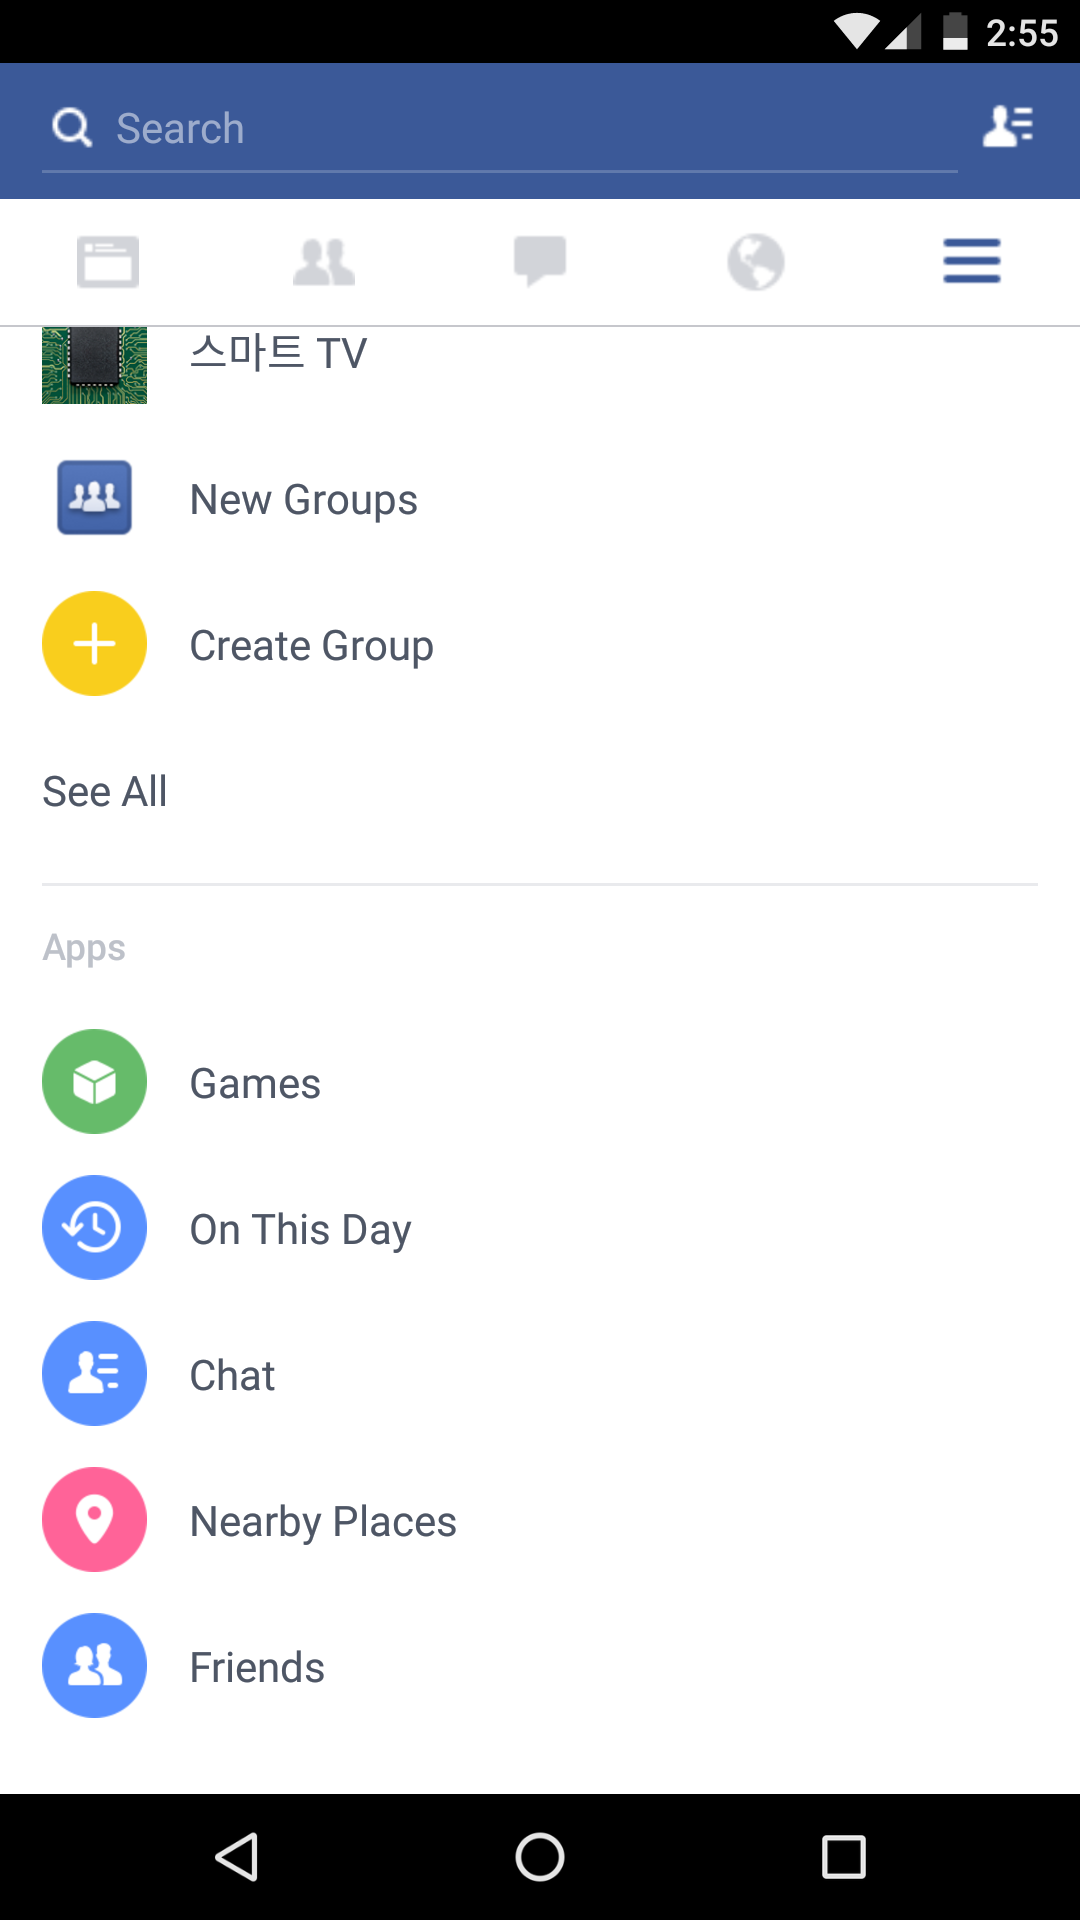 2:55
Search
스마트 TV
New Groups
Create Group
See All
Apps
Games
On This Day
Chat
Nearby Places
Friends